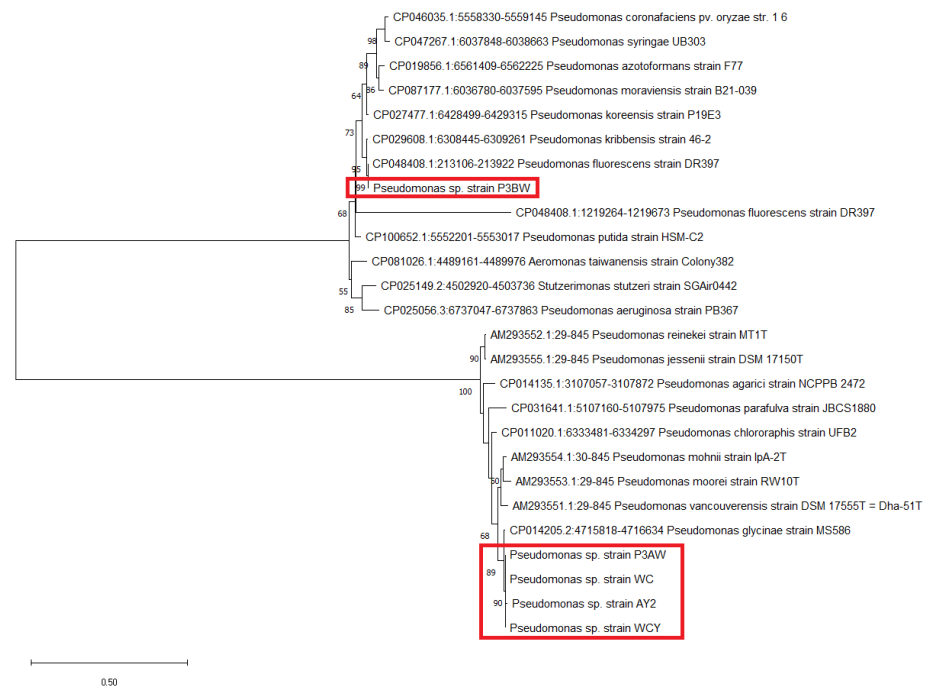 CP046035.1:5558330-5559145 Pseudomonas coronafaciens pv. oryzae str. 1 6
98
CP047267.1:6037848-6038663 Pseudomonas syringae UB303
89
CP019856.1:6561409-6562225 Pseudomonas azotoformans strain F77
86
CP087177.1:6036780-6037595 Pseudomonas moraviensis strain B21-039
64
CP027477.1:6428499-6429315 Pseudomonas koreensis strain P19E3
73
CP029608.1:6308445-6309261 Pseudomonas kribbensis strain 46-2
CP048408.1:213106-213922 Pseudomonas fluorescens strain DR397
95
99
Pseudomonas sp. strain P3BW
68
CP048408.1:1219264-1219673 Pseudomonas fluorescens strain DR397
CP100652.1:5552201-5553017 Pseudomonas putida strain HSM-C2
CP081026.1:4489161-4489976 Aeromonas taiwanensis strain Colony382
55
CP025149.2:4502920-4503736 Stutzerimonas stutzeri strain SGAir0442
85
CP025056.3:6737047-6737863 Pseudomonas aeruginosa strain PB367
AM293552.1:29-845 Pseudomonas reinekei strain MT1T
90
AM293555.1:29-845 Pseudomonas jessenii strain DSM 17150T
100
CP014135.1:3107057-3107872 Pseudomonas agarici strain NCPPB 2472
CP031641.1:5107160-5107975 Pseudomonas parafulva strain JBCS1880
CP011020.1:6333481-6334297 Pseudomonas chlororaphis strain UFB2
AM293554.1:30-845 Pseudomonas mohnii strain IpA-2T
50
AM293553.1:29-845 Pseudomonas moorei strain RW10T
AM293551.1:29-845 Pseudomonas vancouverensis strain DSM 17555T = Dha-51T
68
CP014205.2:4715818-4716634 Pseudomonas glycinae strain MS586
Pseudomonas sp. strain P3AW
89
Pseudomonas sp. strain WC
90
Pseudomonas sp. strain AY2
Pseudomonas sp. strain WCY
0.50